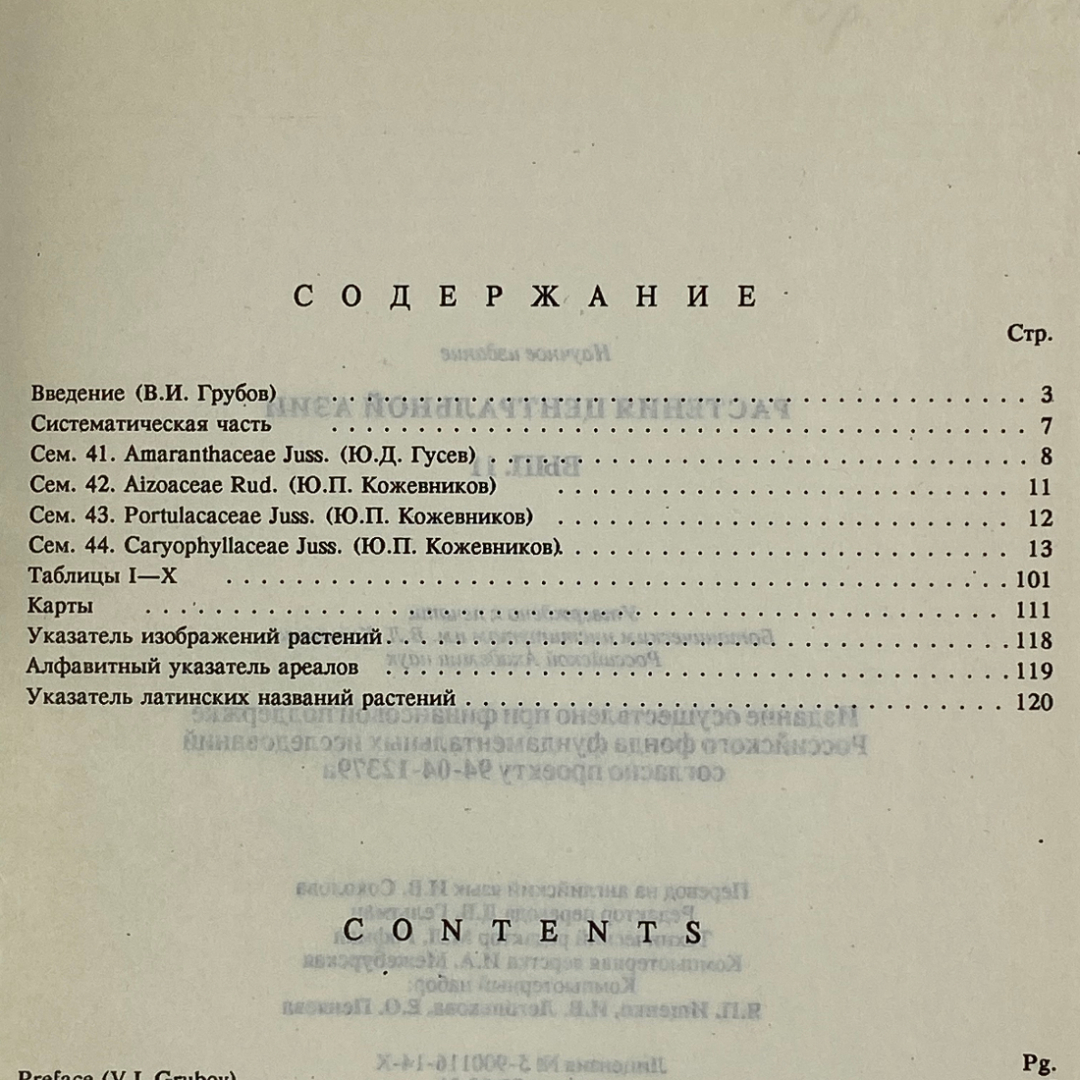 СОДЕРЖАНИЕ
Стр.
Введение (В.И. Грубов) . . . . . . . . . . . . . . . . . . . . 3
Систематическая часть . . . . . . . . . . . . . . . . . . . . 7
Сем. 41. Amaranthaceae Juss. (Ю.Д. Гусев) . . . . . . . . . . . . . . . . . . . . 8
Сем. 42. Aizoaceae Rud. (Ю.П. Кожевников) . . . . . . . . . . . . . . . . . . . . 11
Сем. 43. Portulacaceae Juss. (Ю.П. Кожевников) . . . . . . . . . . . . . . . . . . . . 12
Сем. 44. Caryophyllaceae Juss. (Ю.П. Кожевников) . . . . . . . . . . . . . . . . . . . . 13
Таблицы I—X . . . . . . . . . . . . . . . . . . . . 101
Карты . . . . . . . . . . . . . . . . . . . . 111
Указатель изображений растений . . . . . . . . . . . . . . . . . . . . 118
Алфавитный указатель ареалов . . . . . . . . . . . . . . . . . . . . 119
Указатель латинских названий растений . . . . . . . . . . . . . . . . . . . . 120
CONTENTS
Pg.
Preface (V.I. Grubov)